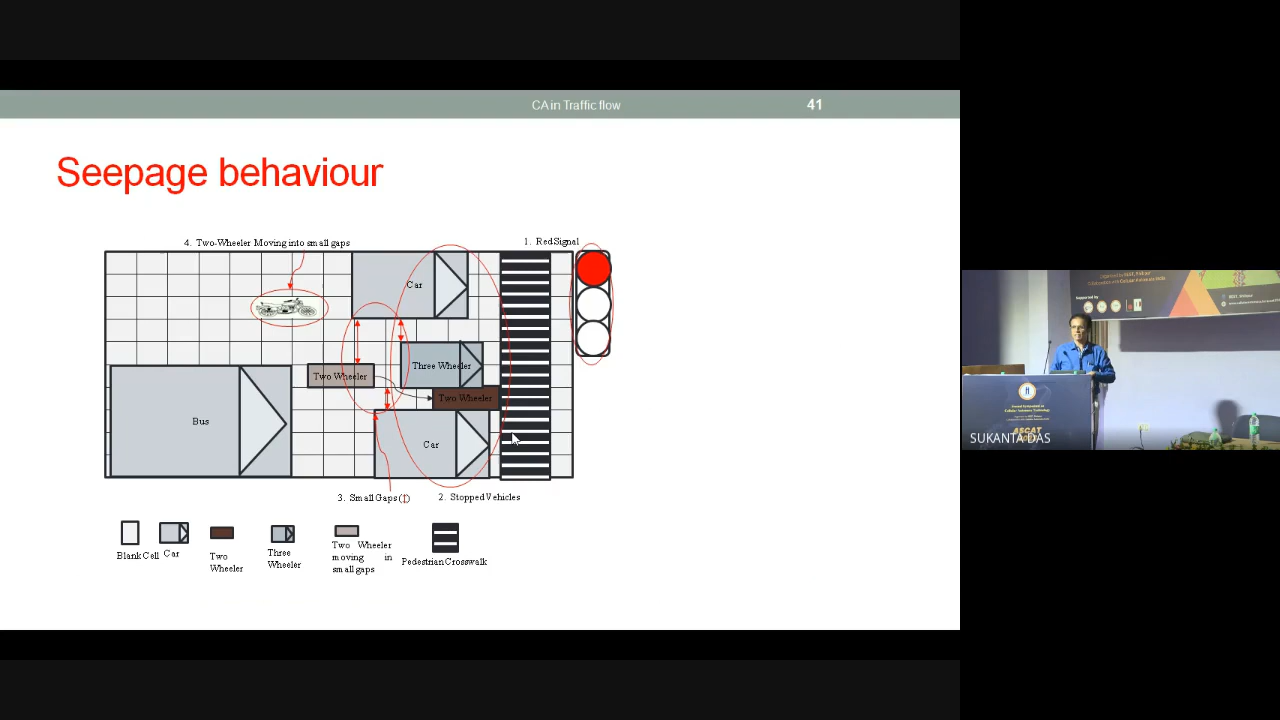 CA in Traffic flow
41
Seepage behaviour
4. Two-Wheeler Moving into small gaps
1. Red Signal
Car
Three Wheeler
Two Wheeler
Two Wheeler
Bus
Car
3. Small Gaps (1)
2. Stopped Vehicles
Blank Cell
Car
Two
Wheeler
Three
Wheeler
Two Wheeler
moving in
small gaps
Pedestrian Crosswalk
SUKANTA DAS